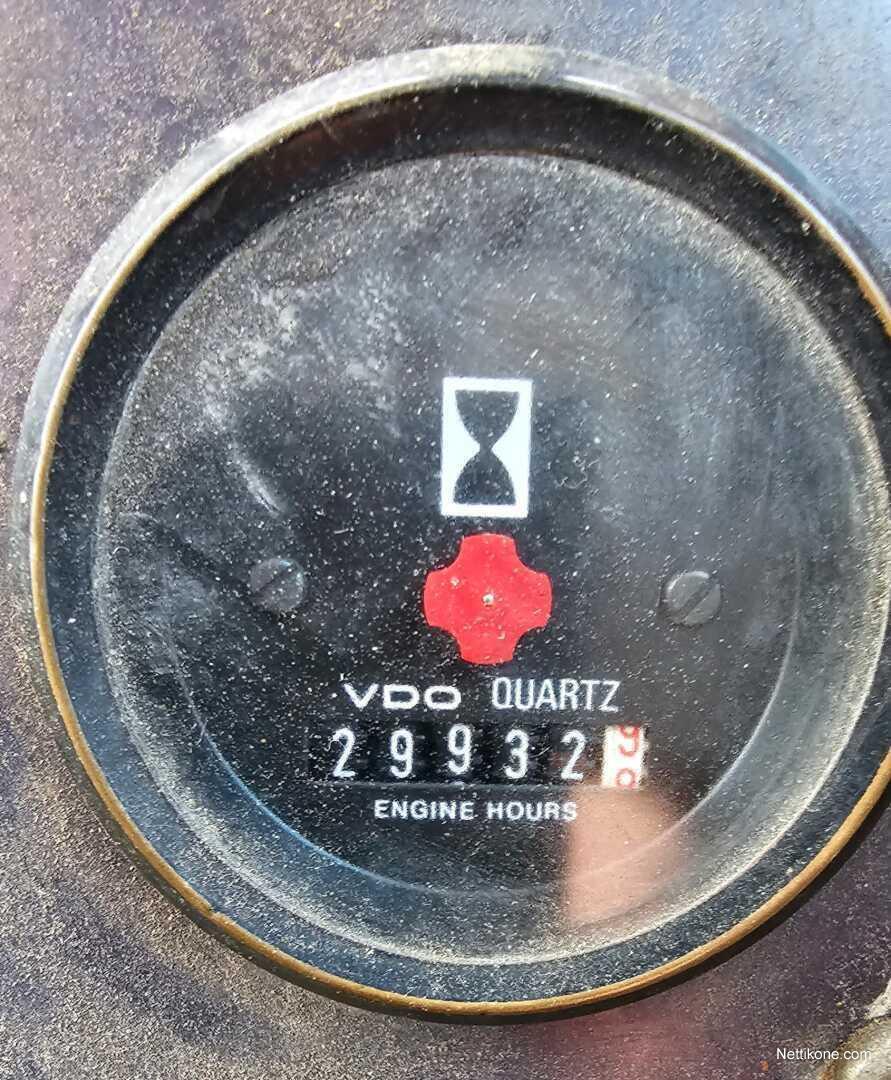 VDO QUARTZ
29932
ENGINE HOURS
Nettikone.com